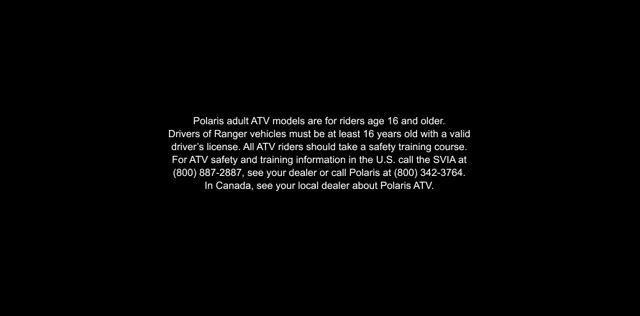 Polaris adult ATV models are for riders age 16 and older.
Drivers of Ranger vehicles must be at least 16 years old with a valid
driver's license. All ATV riders should take a safety training course.
For ATV safety and training information in the U.S. call the SVIA at
(800) 887-2887, see your dealer or call Polaris at (800) 342-3764.
In Canada, see your local dealer about Polaris ATV.